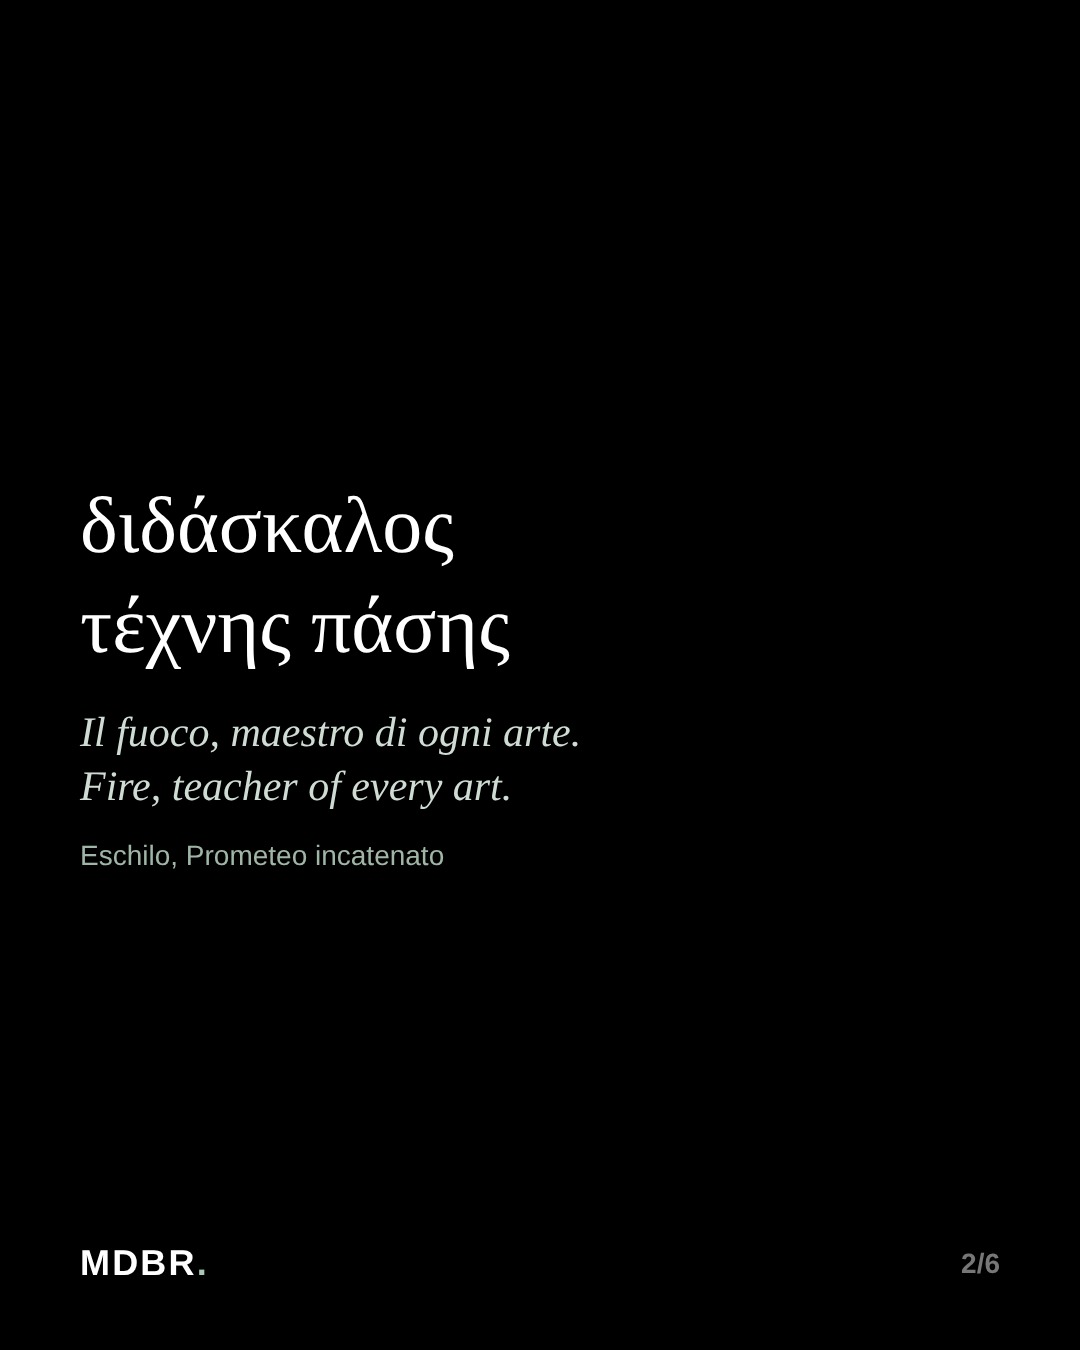 διδάσκαλος
τέχνης πάσης
Il fuoco, maestro di ogni arte.
Fire, teacher of every art.
Eschilo, Prometeo incatenato
MDBR.
2/6